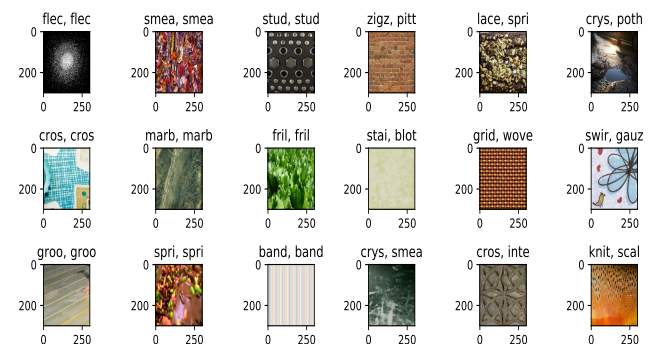 flec, flec smea, smea stud, stud zigz, pitt lace, spri crys, poth
0 0 0 0 0 0
200 200 200 200 200 200
0 250 0 250 0 250 0 250 0 250 0 250
cros, cros marb, marb fril, fril stai, blot grid, wove swir, gauz
0 0 0 0 0 0
200 200 200 200 200 200
0 250 0 250 0 250 0 250 0 250 0 250
groo, groo spri, spri band, band crys, smea cros, inte knit, scal
0 0 0 0 0 0
200 200 200 200 200 200
0 250 0 250 0 250 0 250 0 250 0 250